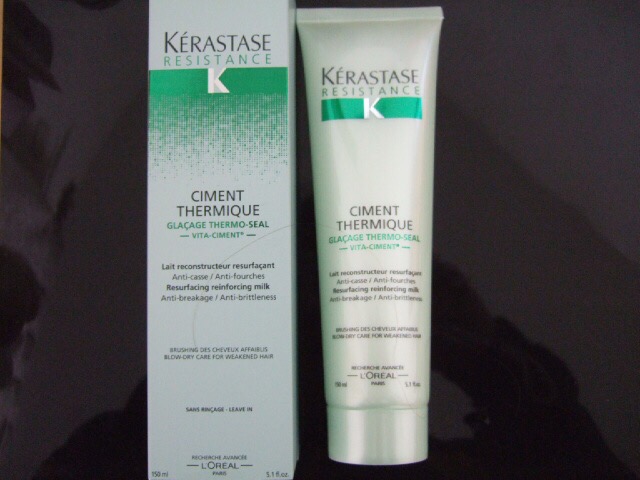 KÉRASTASE
RESISTANCE
K
CIMENT
THERMIQUE
GLAÇAGE THERMO-SEAL
— VITA-CIMENT® —
Lait reconstructeur resurfaçant
Anti-casse / Anti-fourches
Resurfacing reinforcing milk
Anti-breakage / Anti-brittleness
BRUSHING DES CHEVEUX AFFAIBLIS
BLOW-DRY CARE FOR WEAKENED HAIR
SANS RINÇAGE - LEAVE IN
RECHERCHE AVANCÉE
— L'ORÉAL —
PARIS
150 ml 5.1 fl.oz.
KÉRASTASE
RESISTANCE
K
CIMENT
THERMIQUE
GLAÇAGE THERMO-SEAL
— VITA-CIMENT® —
Lait reconstructeur resurfaçant
Anti-casse / Anti-fourches
Resurfacing reinforcing milk
Anti-breakage / Anti-brittleness
BRUSHING DES CHEVEUX AFFAIBLIS
BLOW-DRY CARE FOR WEAKENED HAIR
RECHERCHE AVANCÉE
— L'ORÉAL —
PARIS
150 ml 5.1 fl.oz.